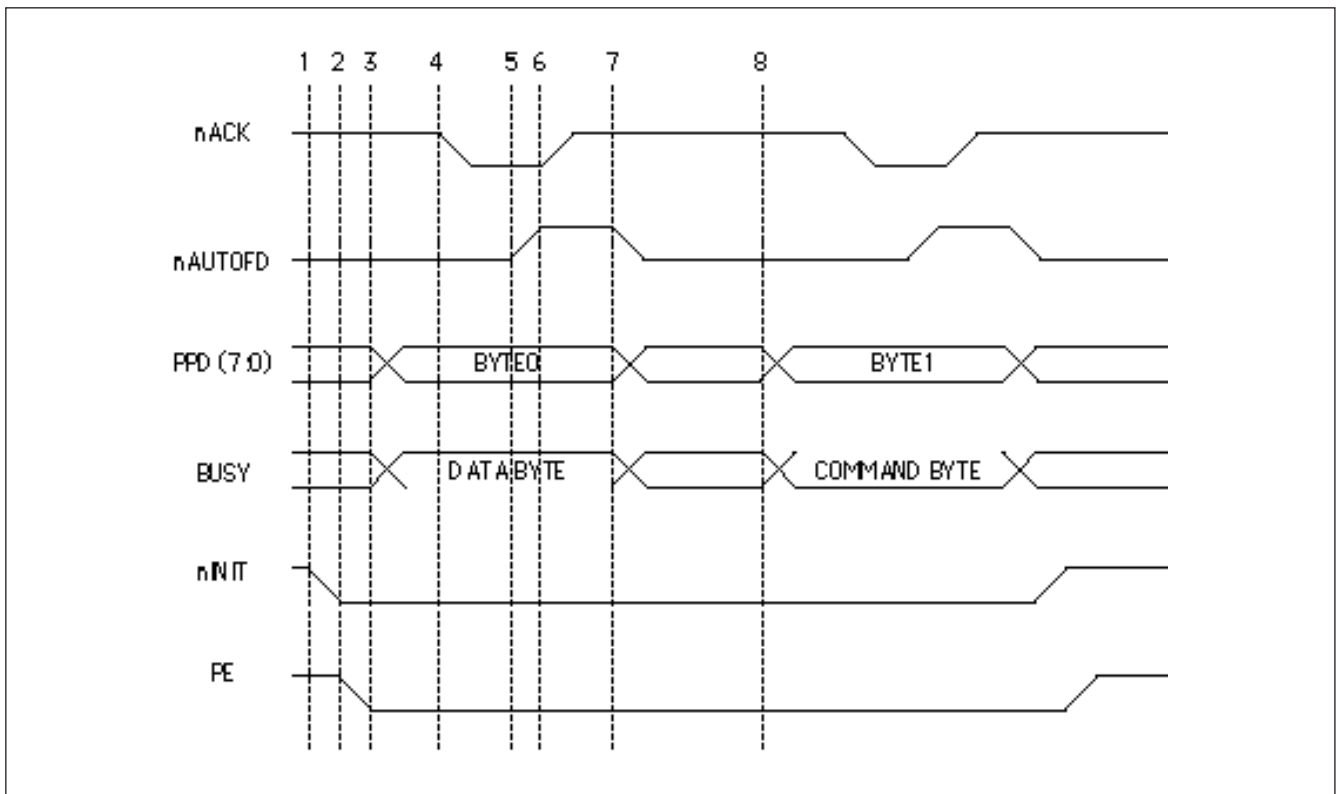 1 2 3 4 5 6 7 8
nACK
nAUTOFD
PPD (7:0) BYTE0 BYTE1
BUSY DATA BYTE COMMAND BYTE
nINIT
PE